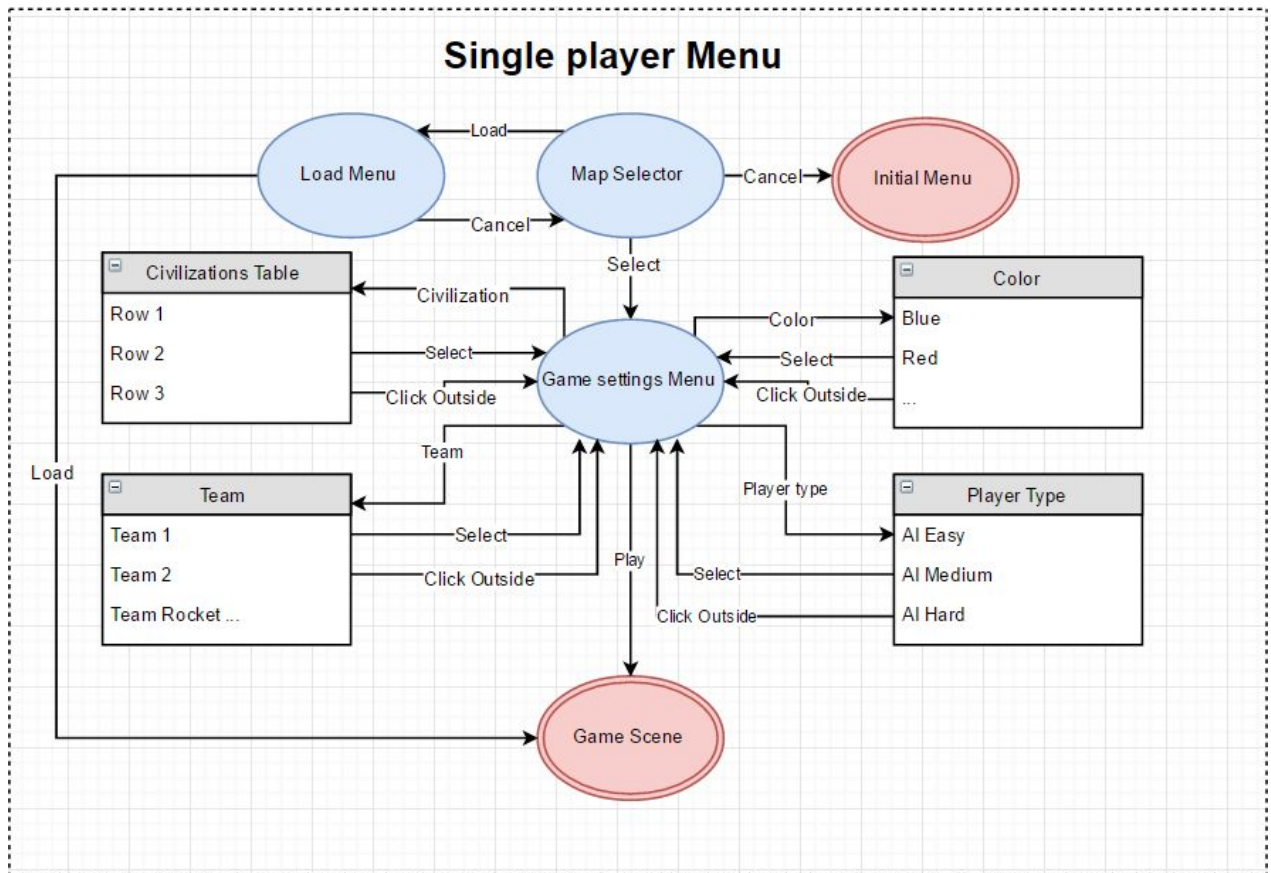 Single player Menu
Load
Load Menu
Map Selector
Cancel
Initial Menu
Cancel
Select
Civilizations Table
Row 1
Row 2
Row 3
Civilization
Select
Click Outside
Game settings Menu
Color
Select
Click Outside
Color
Blue
Red
...
Team
Load
Team
Team 1
Team 2
Team Rocket ...
Select
Click Outside
Play
Player type
Select
Click Outside
Player Type
AI Easy
AI Medium
AI Hard
Game Scene